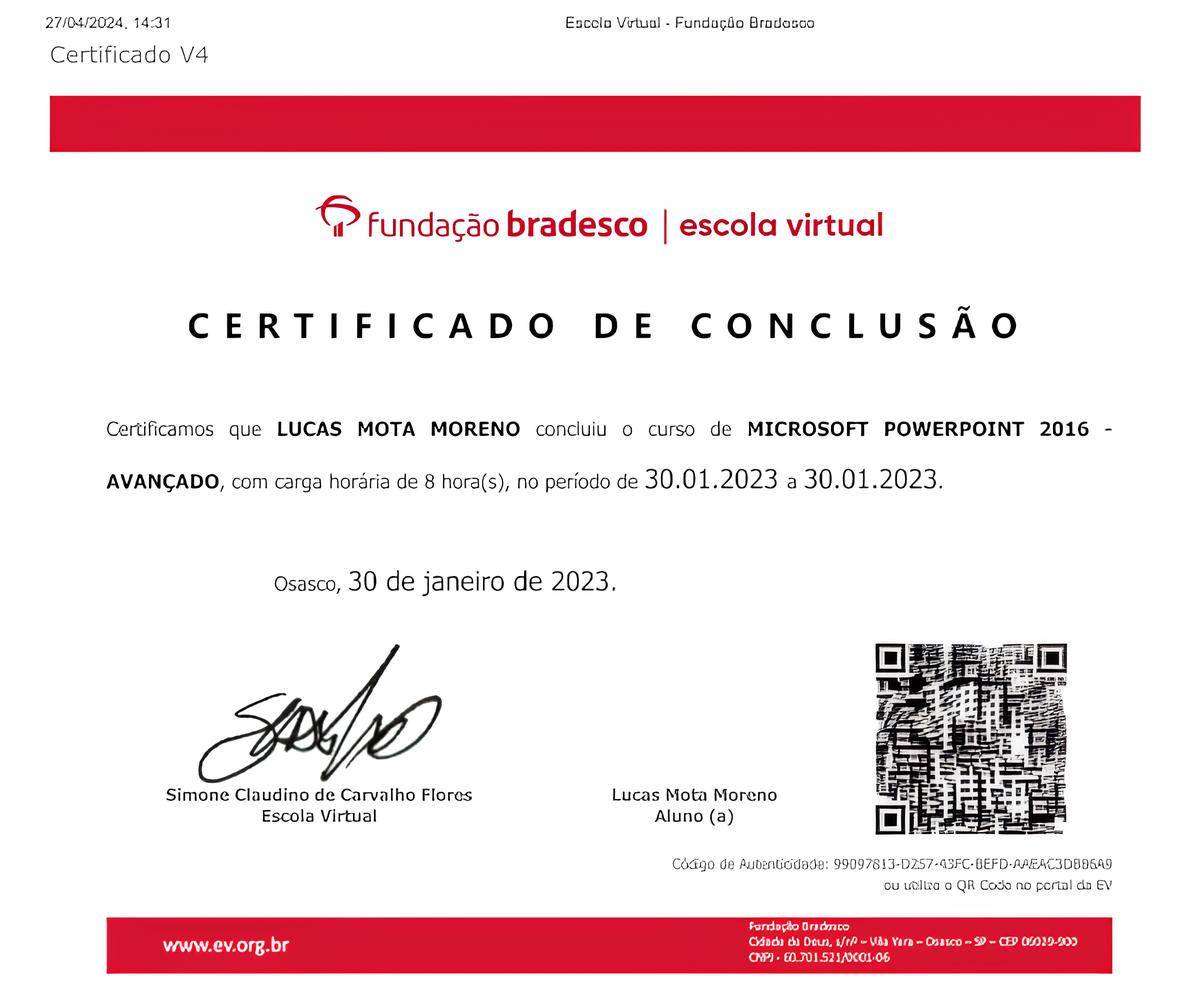 27/04/2024, 14:31
Escola Virtual - Fundação Bradesco
Certificado V4
fundação bradesco | escola virtual
CERTIFICADO DE CONCLUSÃO
Certificamos que LUCAS MOTA MORENO concluiu o curso de MICROSOFT POWERPOINT 2016 -
AVANÇADO, com carga horária de 8 hora(s), no período de 30.01.2023 a 30.01.2023.
Osasco, 30 de janeiro de 2023.
Simone Claudino de Carvalho Flores
Escola Virtual
Lucas Mota Moreno
Aluno (a)
Código de Autenticidade:
ou utilize o QR Code no portal da EV
www.ev.org.br
Fundação Bradesco
Cidade de Deus, s/nº – Vila Yara – Osasco – SP – CEP 06029-900
CNPJ - 60.701.521/0001-06